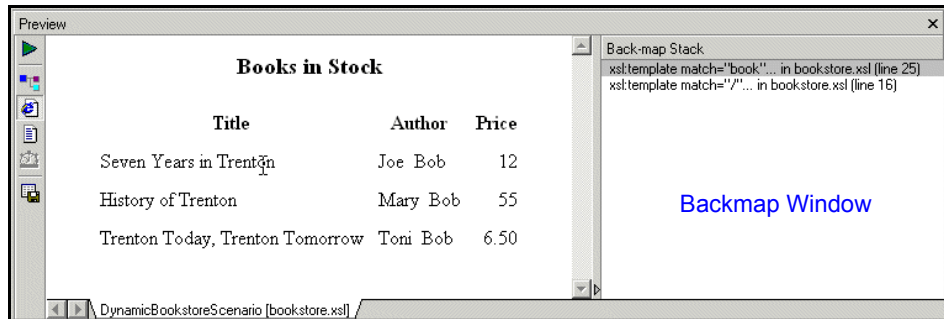 Preview
Books in Stock
Title Author Price
Seven Years in Trenton Joe Bob 12
History of Trenton Mary Bob 55
Trenton Today, Trenton Tomorrow Toni Bob 6.50
DynamicBookstoreScenario [bookstore.xsl]
Back-map Stack
xsl:template match="book"... in bookstore.xsl (line 25)
xsl:template match="/"... in bookstore.xsl (line 16)
Backmap Window